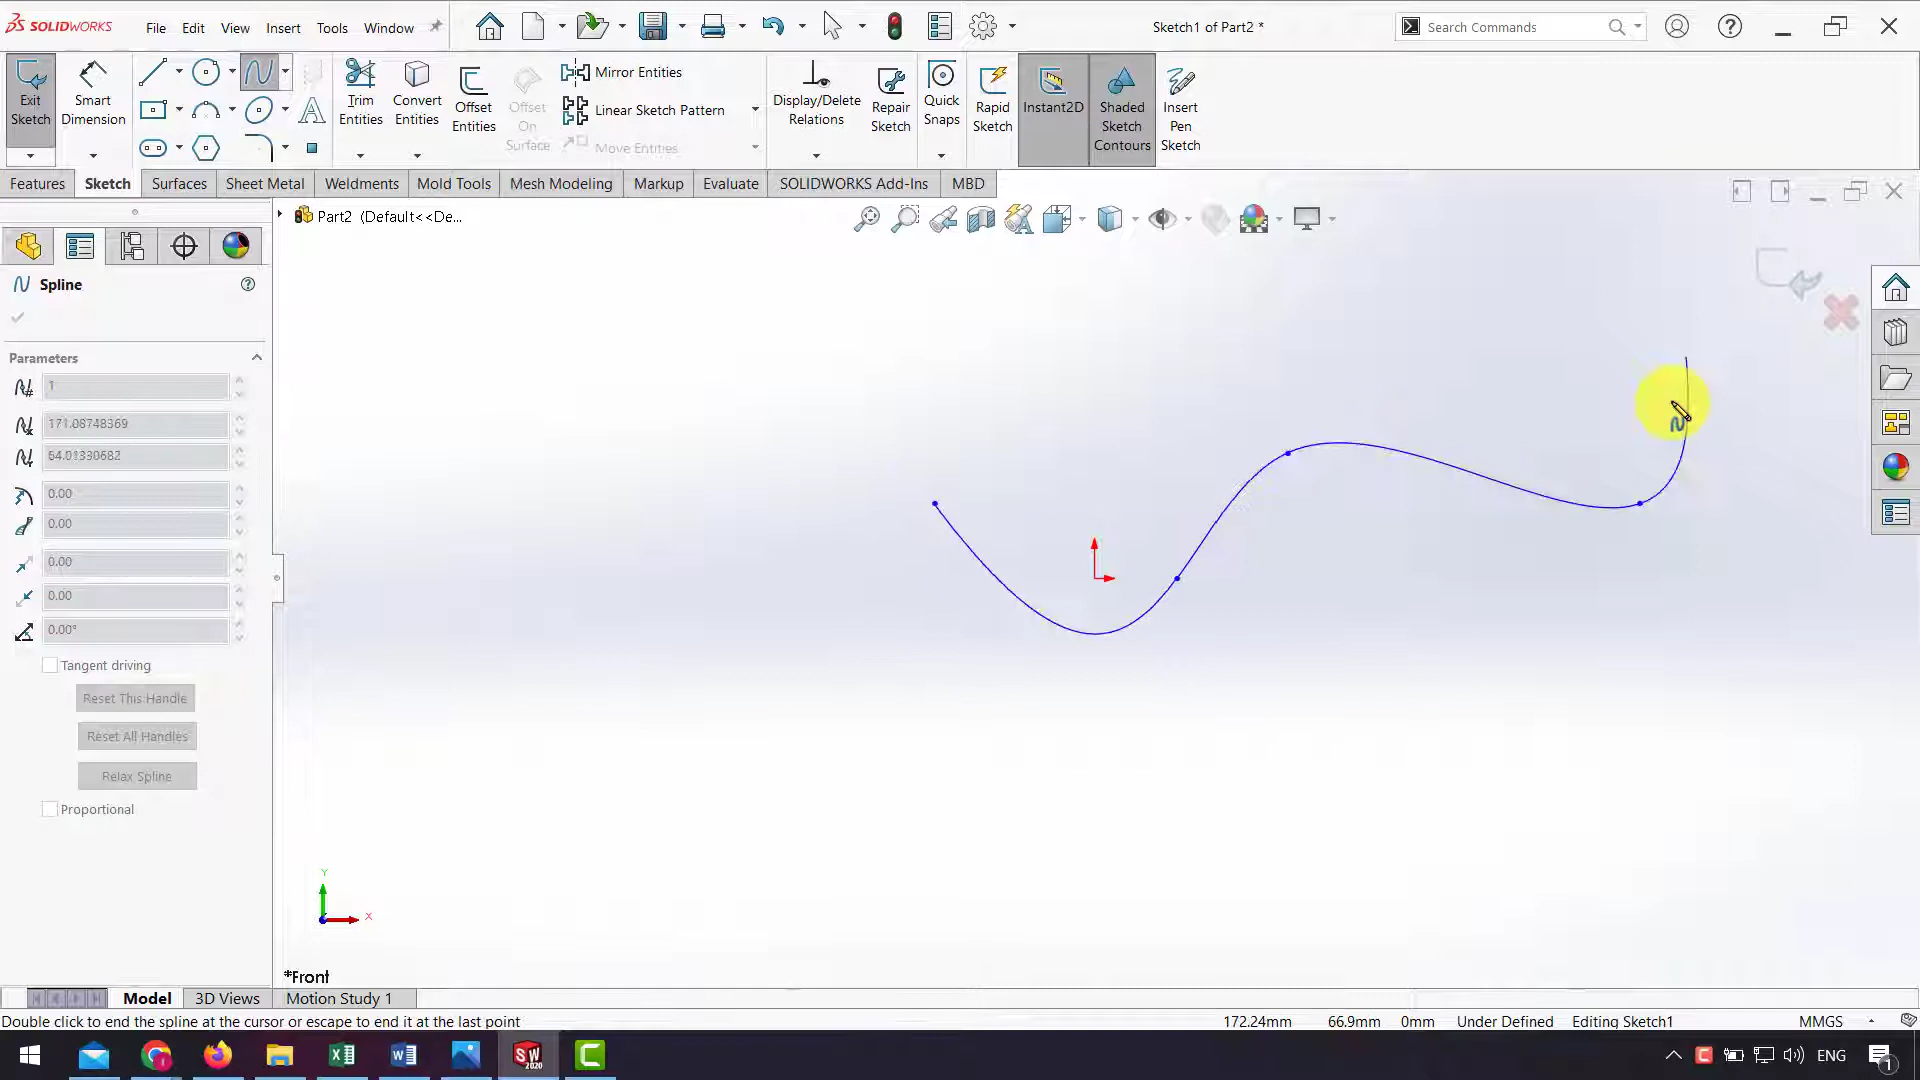 SOLIDWORKS File Edit View Insert Tools Window Sketch1 of Part2 * Search Commands
Exit Sketch
Smart Dimension
Trim Entities
Convert Entities
Offset Entities
Offset On Surface
Mirror Entities
Linear Sketch Pattern
Move Entities
Display/Delete Relations
Repair Sketch
Quick Snaps
Rapid Sketch
Instant2D
Shaded Sketch Contours
Insert Pen Sketch
Features Sketch Surfaces Sheet Metal Weldments Mold Tools Mesh Modeling Markup Evaluate SOLIDWORKS Add-Ins MBD
Part2 (Default<<De...
Spline
Parameters
1
171.08748369
64.01330682
0.00
0.00
0.00
0.00
0.00°
Tangent driving
Reset This Handle
Reset All Handles
Relax Spline
Proportional
Y
X
*Front
Model 3D Views Motion Study 1
Double click to end the spline at the cursor or escape to end it at the last point 172.24mm 66.9mm 0mm Under Defined Editing Sketch1 MMGS
SW 2020
ENG
1